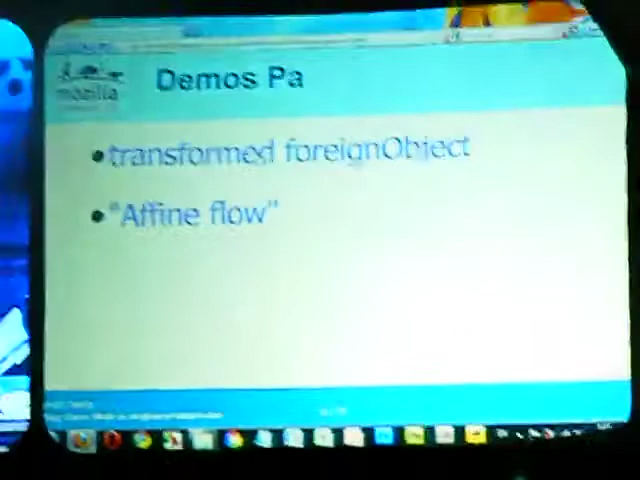 mozilla
Demos Pa
transformed foreignObject
"Affine flow"